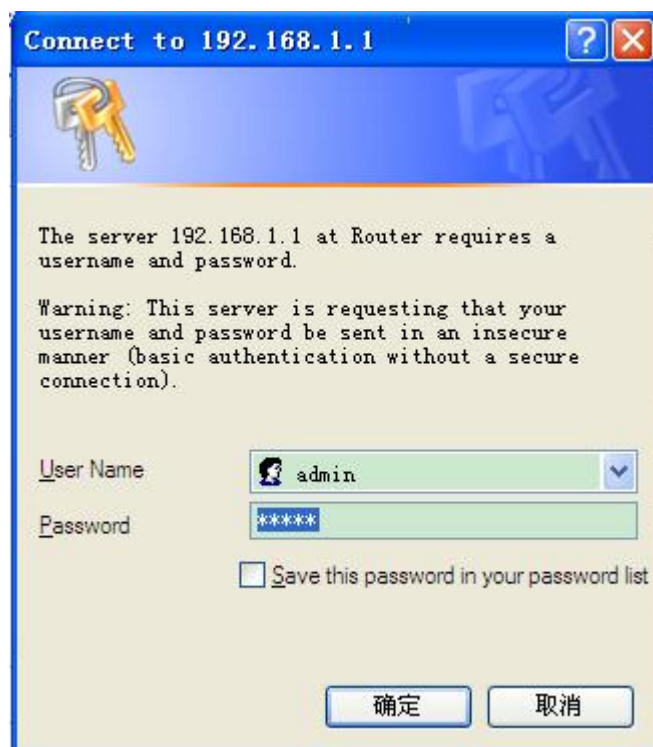 Connect to 192.168.1.1
?
The server 192.168.1.1 at Router requires a
username and password.
Warning: This server is requesting that your
username and password be sent in an insecure
manner (basic authentication without a secure
connection).
User Name
admin
Password
*****
Save this password in your password list
确定
取消